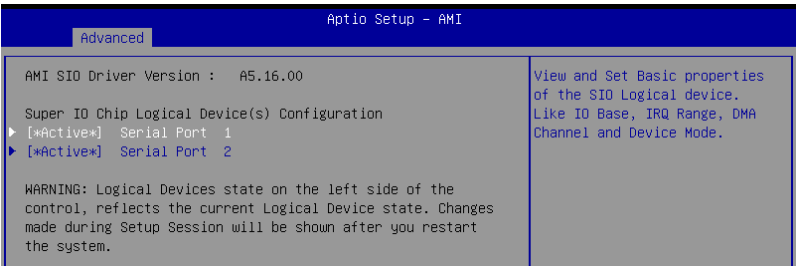 Aptio Setup – AMI
Advanced
AMI SIO Driver Version :   A5.16.00
Super IO Chip Logical Device(s) Configuration
[*Active*]   Serial Port  1
[*Active*]   Serial Port  2
WARNING: Logical Devices state on the left side of the
control, reflects the current Logical Device state. Changes
made during Setup Session will be shown after you restart
the system.
View and Set Basic properties
of the SIO Logical device.
Like IO Base, IRQ Range, DMA
Channel and Device Mode.